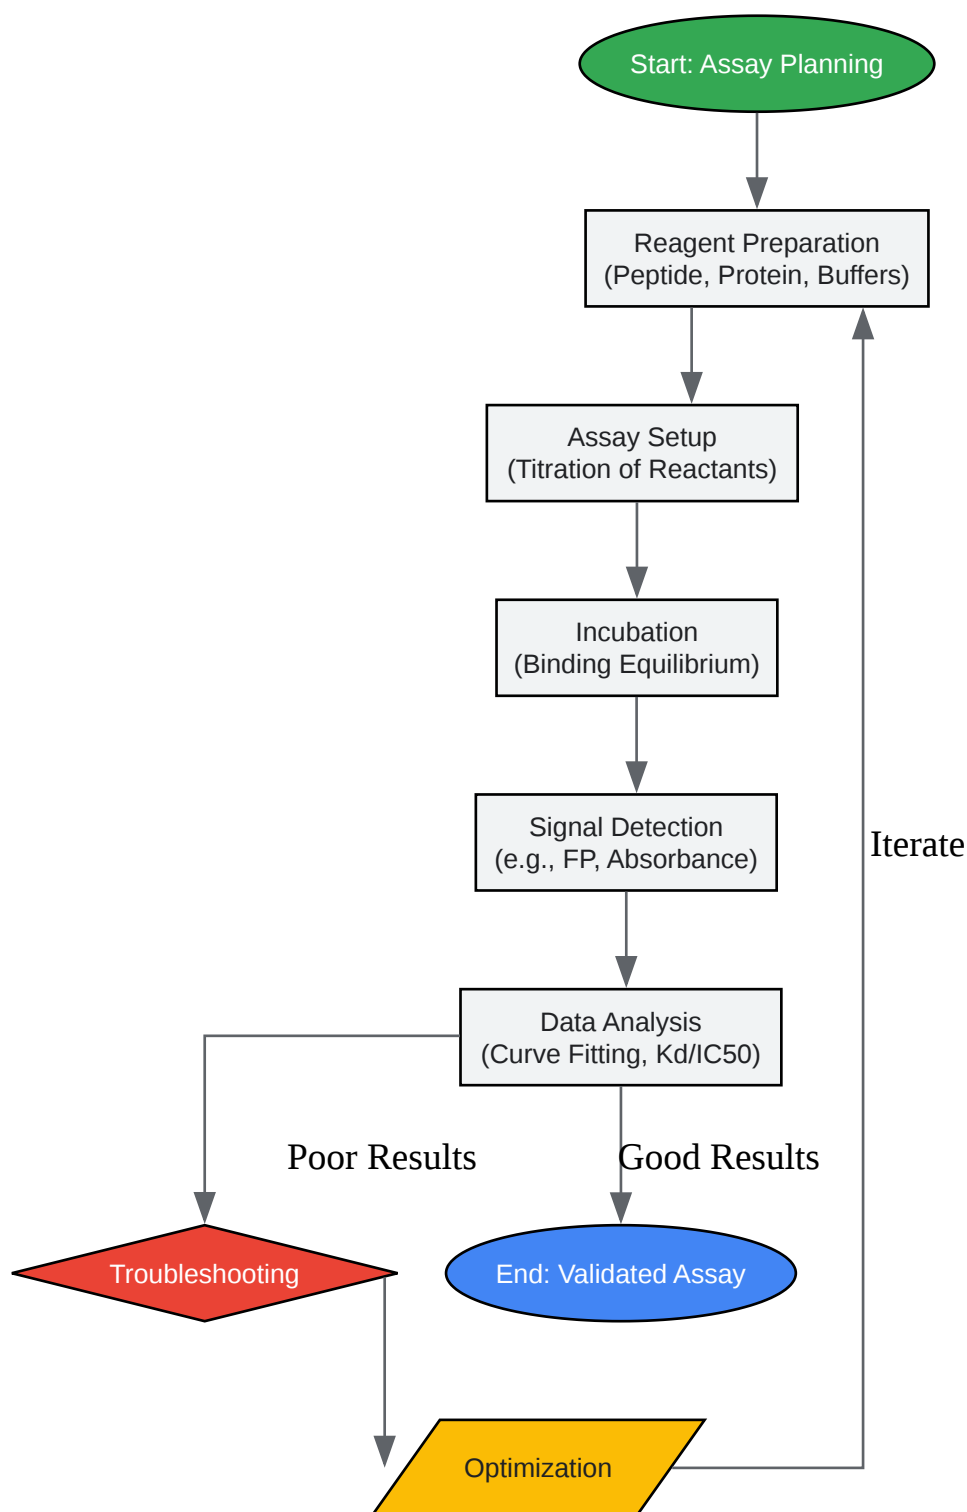 Start: Assay Planning
Reagent Preparation
(Peptide, Protein, Buffers)
Assay Setup
(Titration of Reactants)
Incubation
(Binding Equilibrium)
Signal Detection
(e.g., FP, Absorbance)
Iterate
Data Analysis
(Curve Fitting, Kd/IC50)
Poor Results
Good Results
Troubleshooting
End: Validated Assay
Optimization